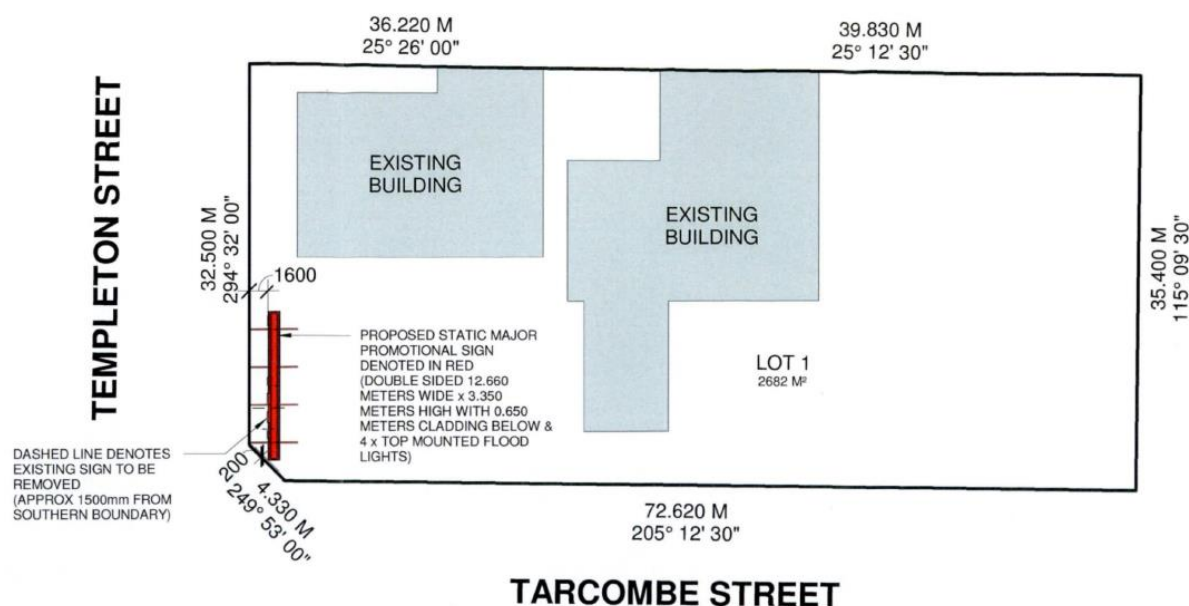 36.220 M
25° 26' 00"
39.830 M
25° 12' 30"
TEMPLETON STREET
EXISTING
BUILDING
EXISTING
BUILDING
32.500 M
294° 32' 00"
1600
35.400 M
115° 09' 30"
PROPOSED STATIC MAJOR
PROMOTIONAL SIGN
DENOTED IN RED
(DOUBLE SIDED 12.660
METERS WIDE x 3.350
METERS HIGH WITH 0.650
METERS CLADDING BELOW &
4 x TOP MOUNTED FLOOD
LIGHTS)
LOT 1
2682 M²
DASHED LINE DENOTES
EXISTING SIGN TO BE
REMOVED
(APPROX 1500mm FROM
SOUTHERN BOUNDARY)
200
4.330 M
249° 53' 00"
72.620 M
205° 12' 30"
TARCOMBE STREET